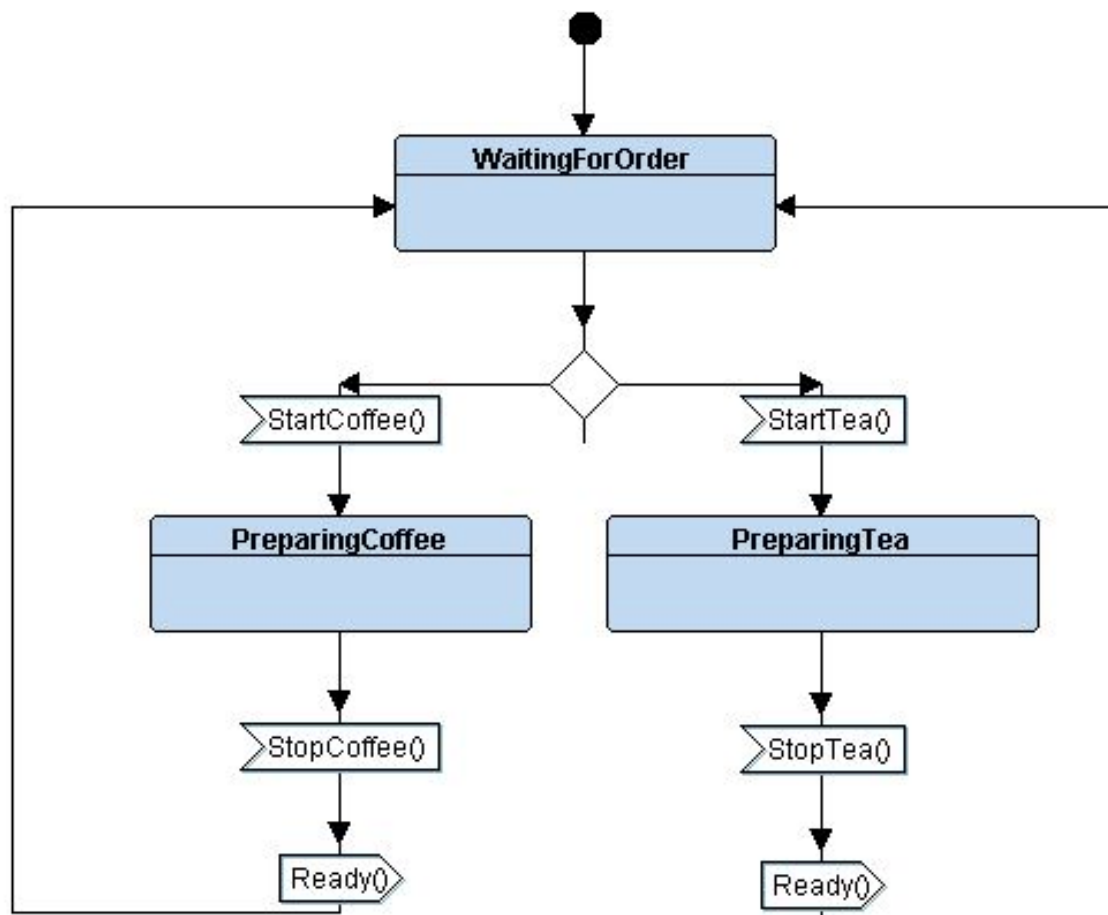 WaitingForOrder
StartCoffee()
StartTea()
PreparingCoffee
PreparingTea
StopCoffee()
StopTea()
Ready()
Ready()